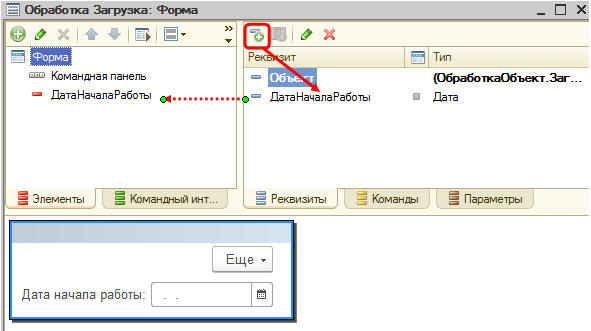 Обработка Загрузка: Форма
Реквизит Тип
Форма
Командная панель
ДатаНачалаРаботы
Объект (ОбработкаОбъект.Заг...
ДатаНачалаРаботы Дата
Элементы Командный инт... Реквизиты Команды Параметры
Еще
Дата начала работы: . .